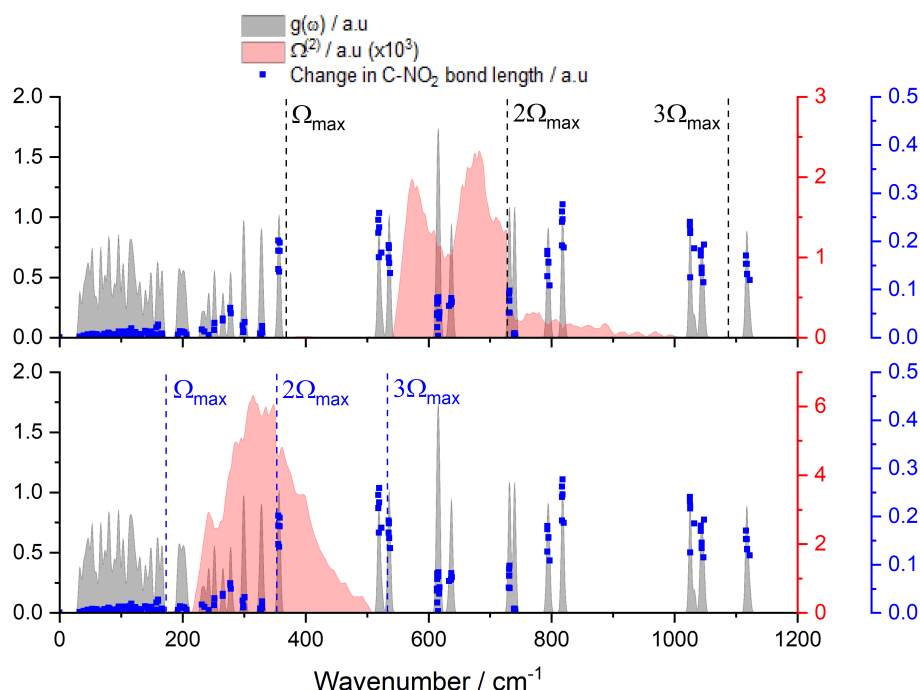 g(ω) / a.u
Ω(2) / a.u (x10³)
Change in C-NO₂ bond length / a.u
2.0 3 0.5
Ωmax 2Ωmax 3Ωmax
1.5 0.4
2
0.3
1.0
0.2
1
0.5
0.1
0.0 0 0.0
2.0 0.5
Ωmax 2Ωmax 3Ωmax
6
1.5 0.4
4 0.3
1.0
0.2
2
0.5
0.1
0.0 0 0.0
0 200 400 600 800 1000 1200
Wavenumber / cm⁻¹